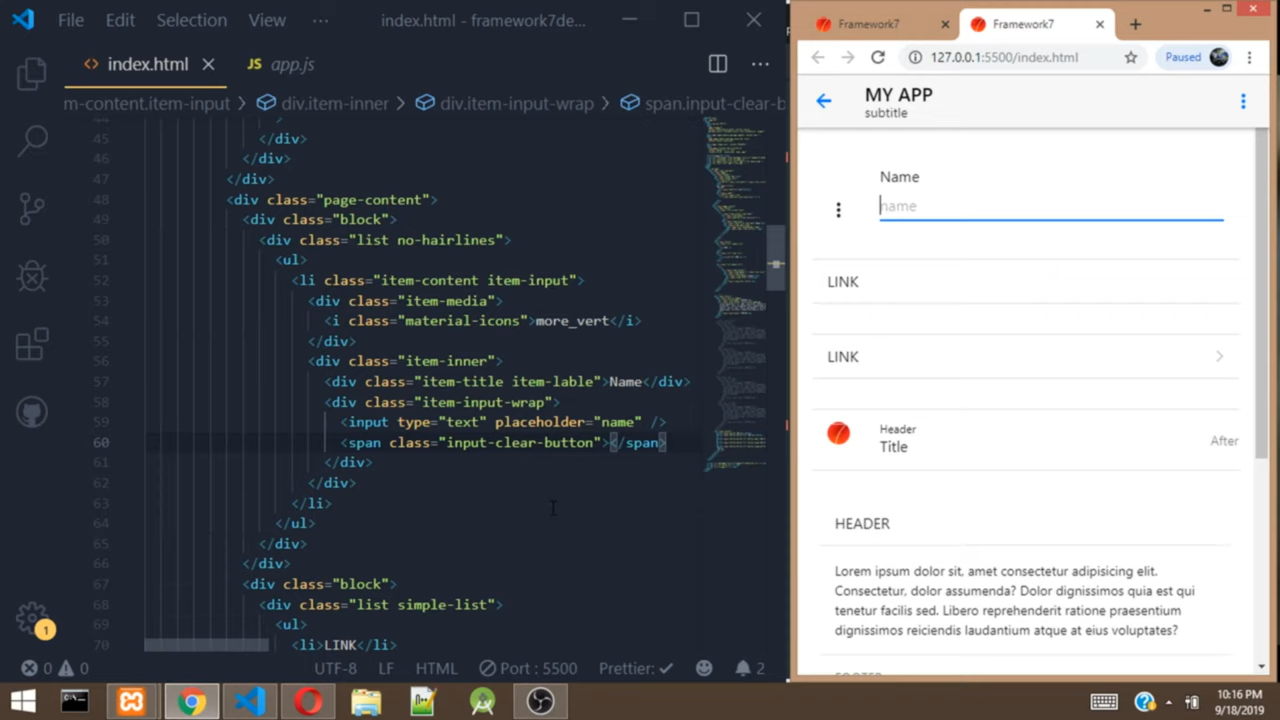 File Edit Selection View ··· index.html - framework7de...
index.html app.js
m-content.item-input > div.item-inner > div.item-input-wrap > span.input-clear-b
45 </div>
46 </div>
47 </div>
48 <div class="page-content">
49 <div class="block">
50 <div class="list no-hairlines">
51 <ul>
52 <li class="item-content item-input">
53 <div class="item-media">
54 <i class="material-icons">more_vert</i>
55 </div>
56 <div class="item-inner">
57 <div class="item-title item-lable">Name</div>
58 <div class="item-input-wrap">
59 <input type="text" placeholder="name" />
60 <span class="input-clear-button"></span>
61 </div>
62 </div>
63 </li>
64 </ul>
65 </div>
66 </div>
67 <div class="block">
68 <div class="list simple-list">
69 <ul>
70 <li>LINK</li>
1
0 0 UTF-8 LF HTML Port : 5500 Prettier: ✓ 2
Framework7 Framework7
127.0.0.1:5500/index.html Paused
MY APP
subtitle
Name
name
LINK
LINK
Header
Title
After
HEADER
Lorem ipsum dolor sit, amet consectetur adipisicing elit.
Consectetur, dolor assumenda? Dolor dignissimos quia est qui
tenetur facilis sed. Libero reprehenderit ratione praesentium
dignissimos reiciendis laudantium atque at eius voluptates?
10:16 PM
9/18/2019